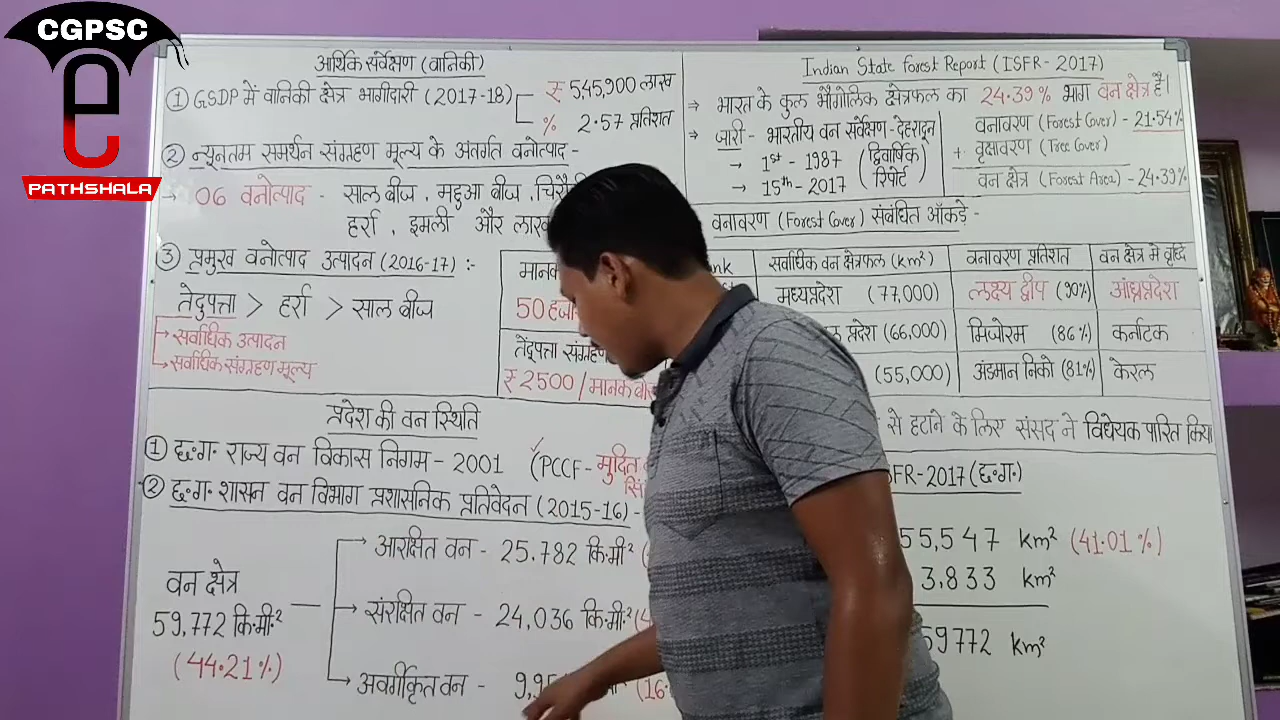 CGPSC
e
PATHSHALA
आर्थिक सर्वेक्षण (वानिकी)
① GSDP में वानिकी क्षेत्र भागीदारी (2017-18)
₹ 545,900 लाख
% 2.57 प्रतिशत
② न्यूनतम समर्थन संग्रहण मूल्य के अंतर्गत वनोत्पाद -
→ 06 वनोत्पाद - साल बीज, महुआ बीज,
हर्रा, इमली और लाख
③ प्रमुख वनोत्पाद उत्पादन (2016-17) :-
तेंदुपत्ता > हर्रा > साल बीज
→ सर्वाधिक उत्पादन
→ सर्वाधिक संग्रहण मूल्य
मानक
50 हजार
तेंदुपत्ता संग्रहण
₹ 2500 / मानक बोरा
प्रदेश की वन स्थिति
① छ.ग. राज्य वन विकास निगम - 2001 (PCCF - मुदित
सिं
② छ.ग. शासन वन विभाग प्रशासनिक प्रतिवेदन (2015-16) -
वन क्षेत्र
59,772 कि.मी.²
(44.21%)
→ आरक्षित वन - 25.782 कि.मी²
→ संरक्षित वन - 24,036 कि.मी.²
→ अवर्गीकृत वन - 9,95 (16.
Indian State Forest Report (ISFR-2017)
⇒ भारत के कुल भौगोलिक क्षेत्रफल का 24.39% भाग वन क्षेत्र है।
⇒ जारी - भारतीय वन सर्वेक्षण - देहरादून
→ 1st - 1987 (द्विवार्षिक
→ 15th - 2017 रिपोर्ट)
वनावरण (Forest Cover) - 21.54%
+ वृक्षावरण (Tree Cover)
वन क्षेत्र (Forest Area) - 24.39%
वनावरण (Forest Cover) संबंधित आँकड़े -
nk सर्वाधिक वन क्षेत्रफल (km²) वनावरण प्रतिशत वन क्षेत्र में वृद्धि
मध्यप्रदेश (77,000) लक्ष्य द्वीप (90%) आंध्रप्रदेश
प्रदेश (66,000) मिजोरम (86%) कर्नाटक
(55,000) अंडमान निको (81%) केरल
से हटाने के लिए संसद ने विधेयक पारित किया
SFR-2017 (छ.ग.)
55,547 km² (41.01%)
3,833 km²
59772 km²